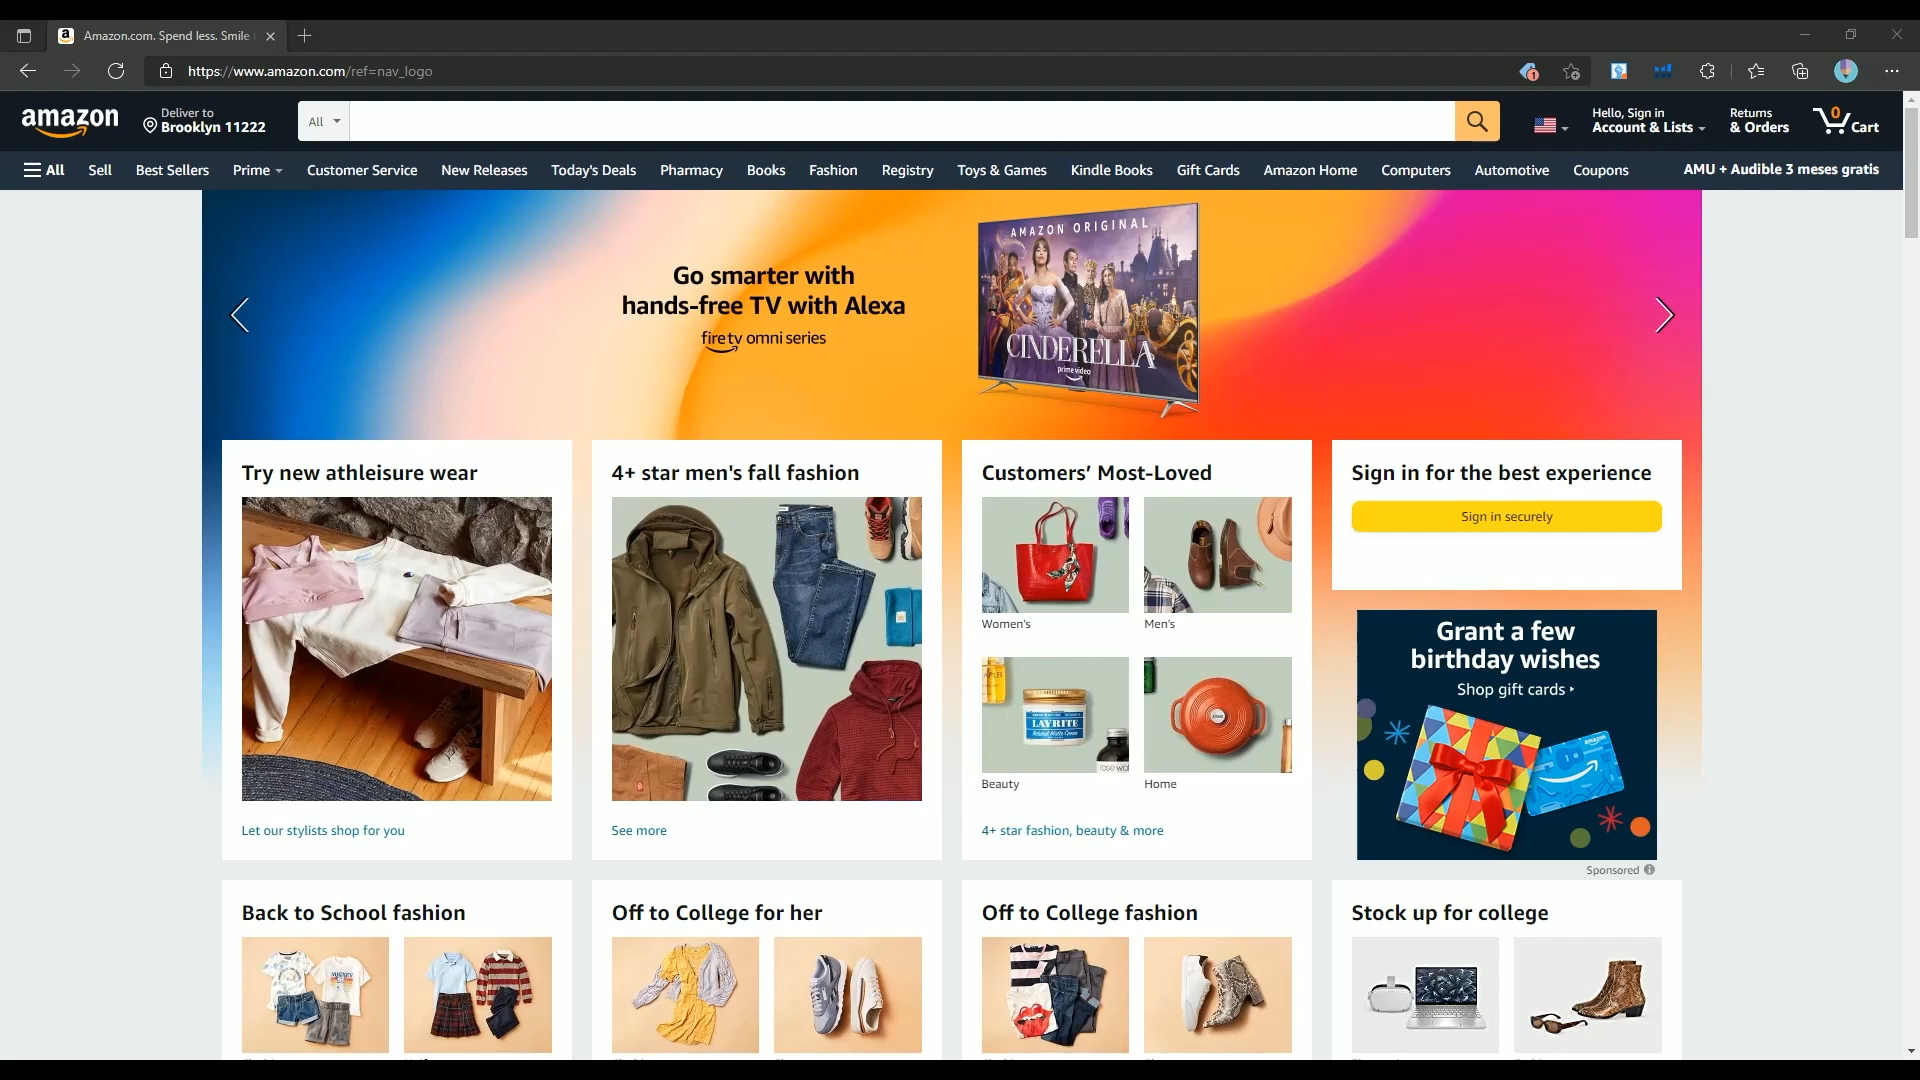 Amazon.com. Spend less. Smile
https://www.amazon.com/ref=nav_logo
1
amazon
Deliver to
Brooklyn 11222
All
Hello, Sign in
Account & Lists
Returns
& Orders
0
Cart
All
Sell
Best Sellers
Prime
Customer Service
New Releases
Today's Deals
Pharmacy
Books
Fashion
Registry
Toys & Games
Kindle Books
Gift Cards
Amazon Home
Computers
Automotive
Coupons
AMU + Audible 3 meses gratis
Go smarter with
hands-free TV with Alexa
fire tv omni series
AMAZON ORIGINAL
CINDERELLA
prime video
Try new athleisure wear
Let our stylists shop for you
4+ star men's fall fashion
See more
Customers’ Most-Loved
Women's
Men's
LAYRITE
Beauty
Home
4+ star fashion, beauty & more
Sign in for the best experience
Sign in securely
Grant a few
birthday wishes
Shop gift cards
amazon
Sponsored
Back to School fashion
Off to College for her
Off to College fashion
Stock up for college